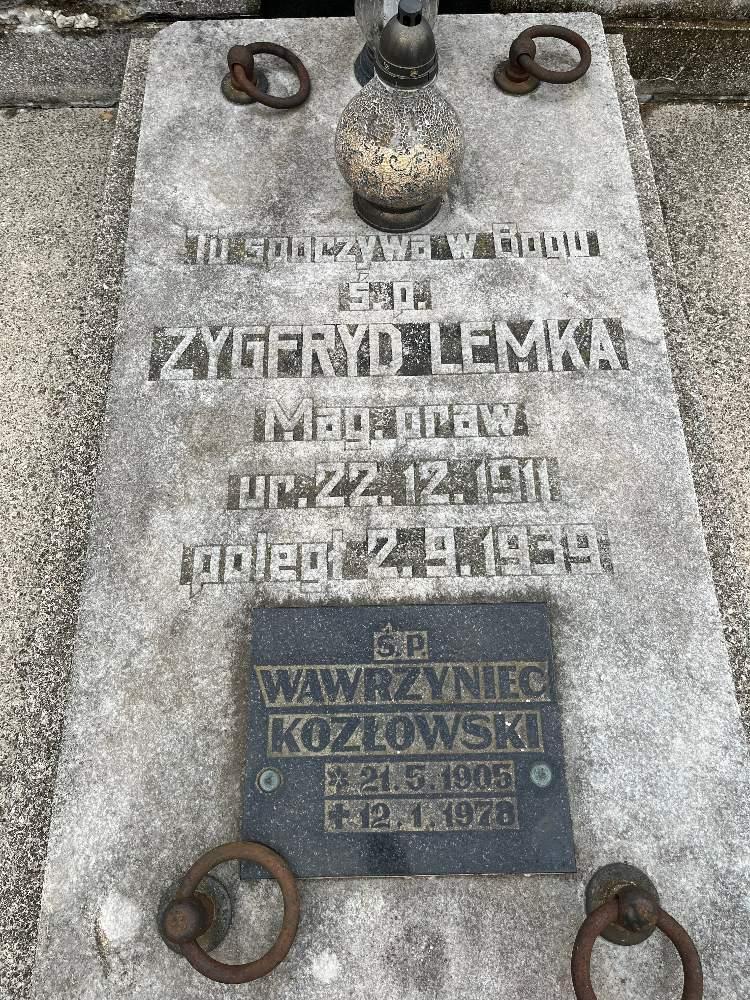 Tu spoczywa w Bogu
ś.p.
ZYGFRYD LEMKA
Mag. praw
ur. 22. 12. 1911
poległ 2. 9. 1939
Ś.P.
WAWRZYNIEC
KOZŁOWSKI
* 21. 5. 1905
✝ 12. 1. 1978